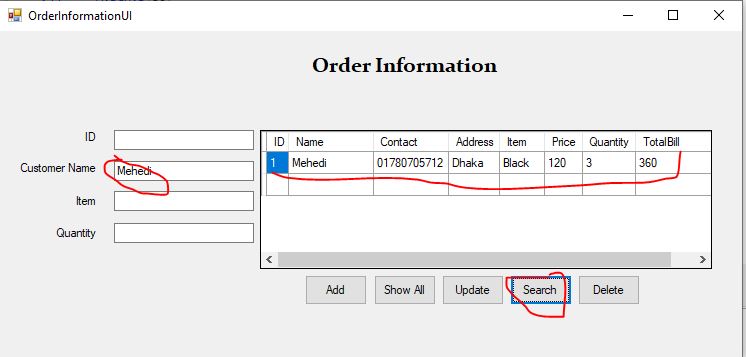 OrderInformationUI
Order Information
ID
Customer Name Mehedi
Item
Quantity
ID Name Contact Address Item Price Quantity TotalBill
1 Mehedi 01780705712 Dhaka Black 120 3 360
Add Show All Update Search Delete